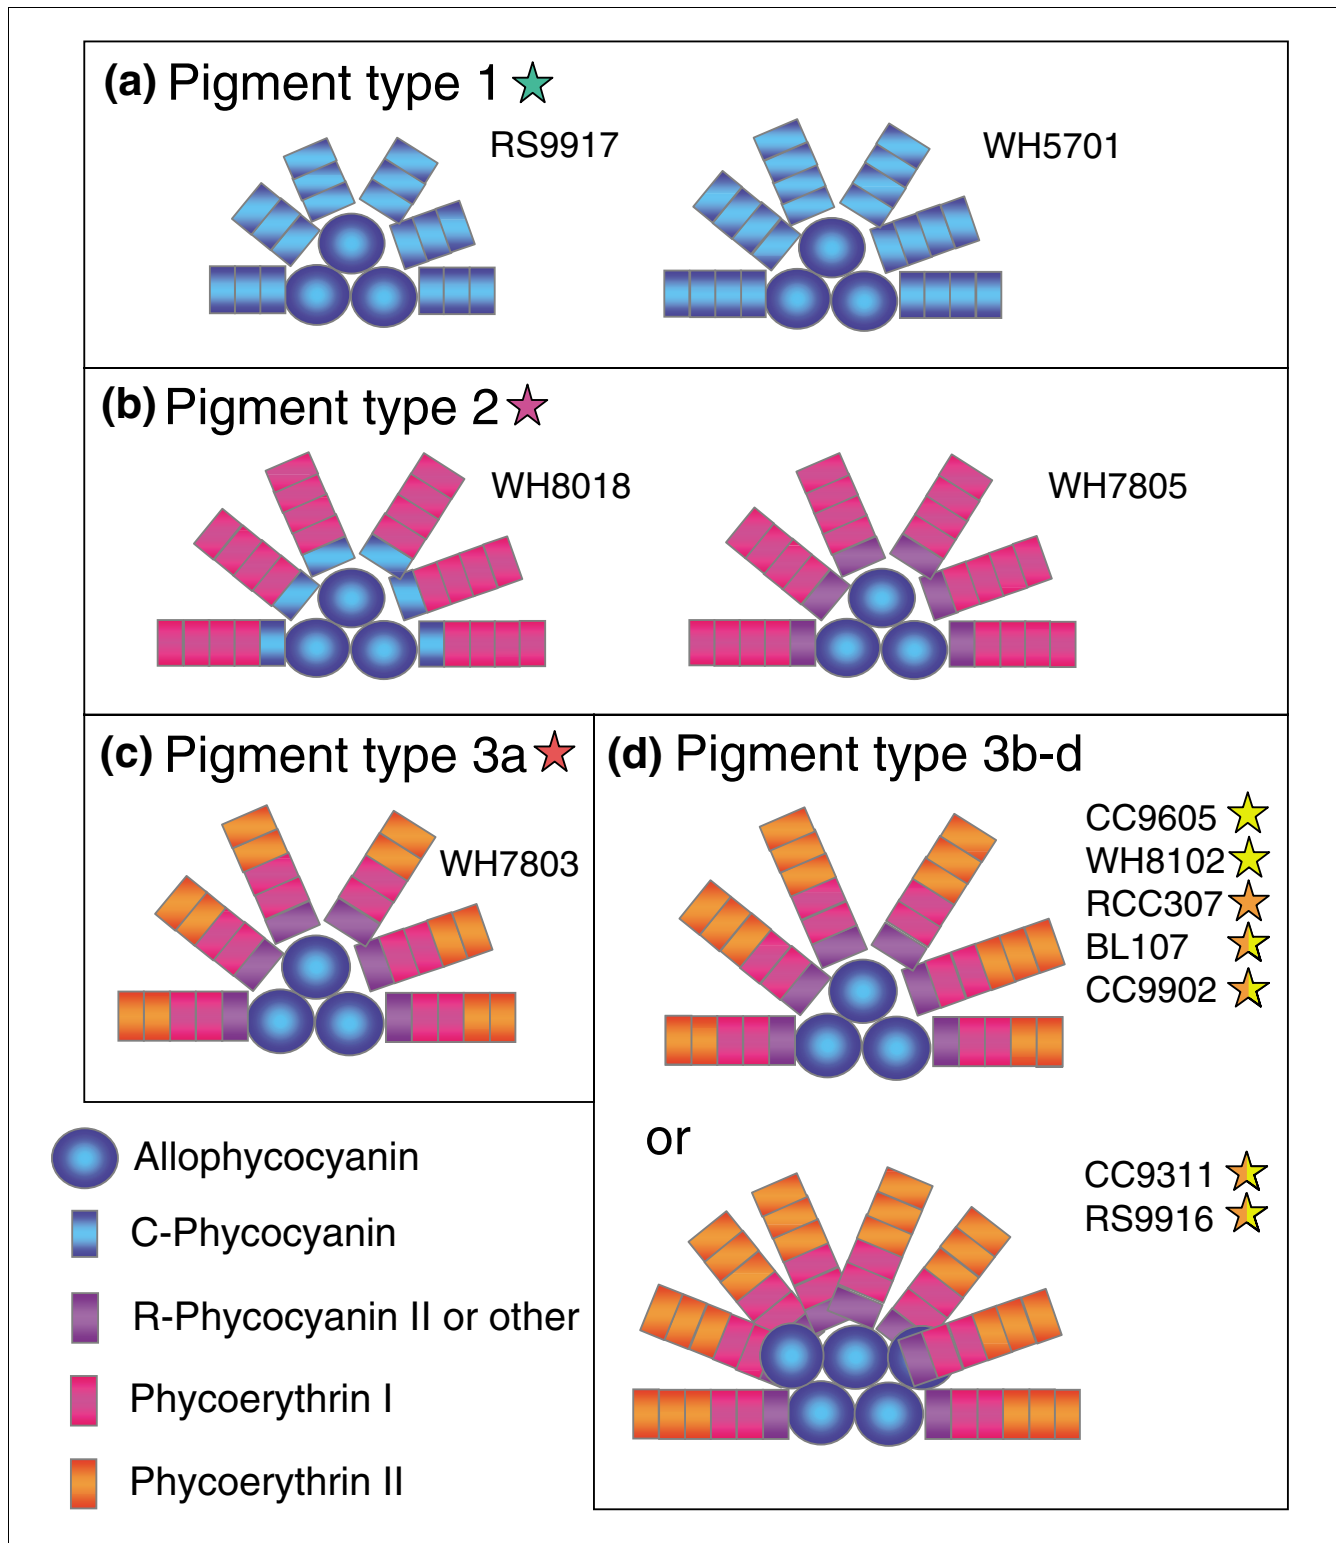 (a) Pigment type 1
RS9917
WH5701
(b) Pigment type 2
WH8018
WH7805
(c) Pigment type 3a
WH7803
(d) Pigment type 3b-d
CC9605
WH8102
RCC307
BL107
CC9902
or
CC9311
RS9916
Allophycocyanin
C-Phycocyanin
R-Phycocyanin II or other
Phycoerythrin I
Phycoerythrin II